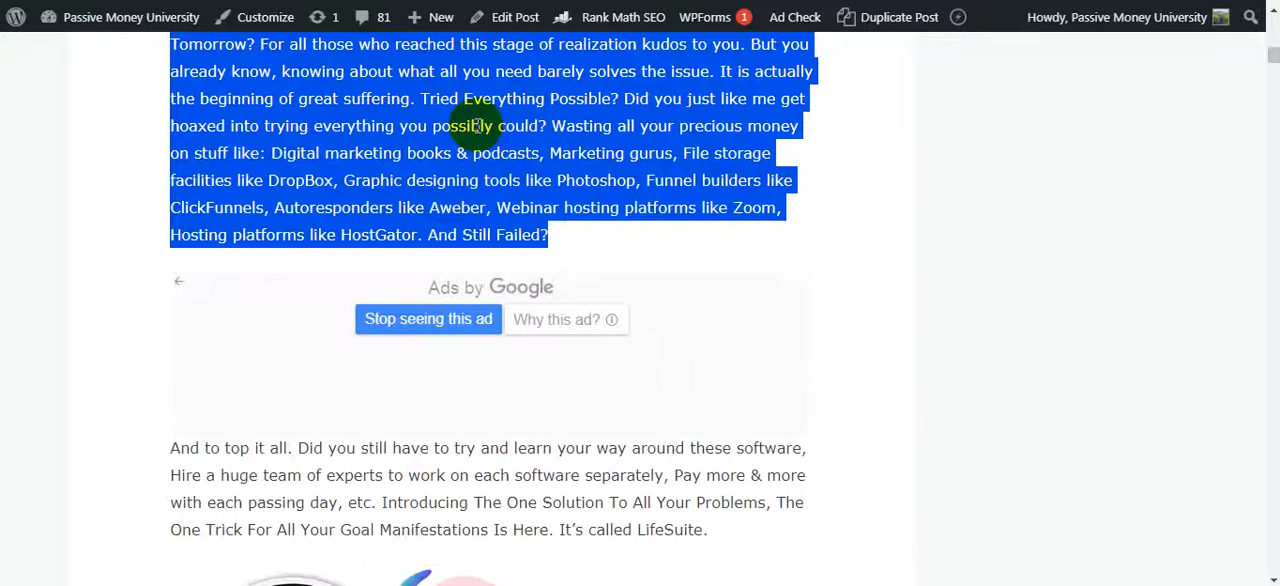 Passive Money University Customize 1 81 New Edit Post Rank Math SEO WPForms 1 Ad Check Duplicate Post Howdy, Passive Money University
Tomorrow? For all those who reached this stage of realization kudos to you. But you
already know, knowing about what all you need barely solves the issue. It is actually
the beginning of great suffering. Tried Everything Possible? Did you just like me get
hoaxed into trying everything you possibly could? Wasting all your precious money
on stuff like: Digital marketing books & podcasts, Marketing gurus, File storage
facilities like DropBox, Graphic designing tools like Photoshop, Funnel builders like
ClickFunnels, Autoresponders like Aweber, Webinar hosting platforms like Zoom,
Hosting platforms like HostGator. And Still Failed?
Ads by Google
Stop seeing this ad Why this ad?
And to top it all. Did you still have to try and learn your way around these software,
Hire a huge team of experts to work on each software separately, Pay more & more
with each passing day, etc. Introducing The One Solution To All Your Problems, The
One Trick For All Your Goal Manifestations Is Here. It’s called LifeSuite.